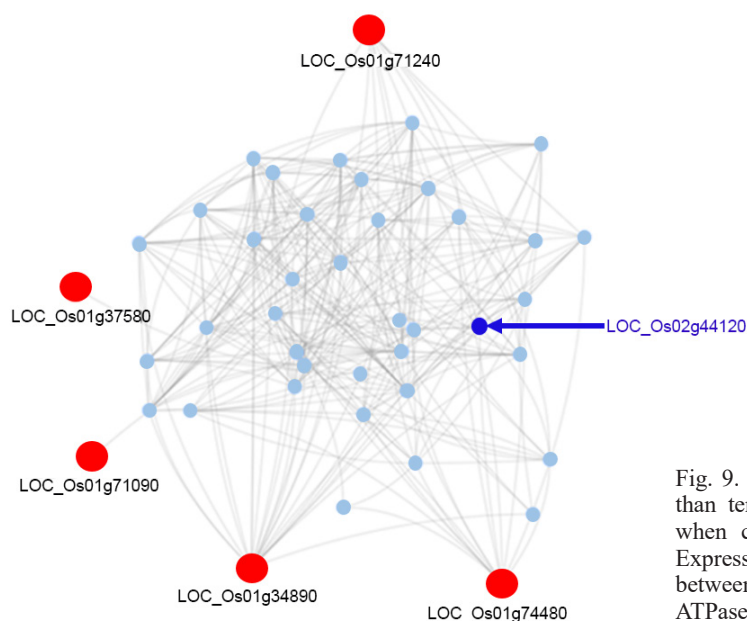 LOC_Os01g71240
LOC_Os01g37580
LOC_Os02g44120
LOC_Os01g71090
LOC_Os01g34890
LOC_Os01g74480
Fig. 9.
than ter
when c
Express
between
ATPase